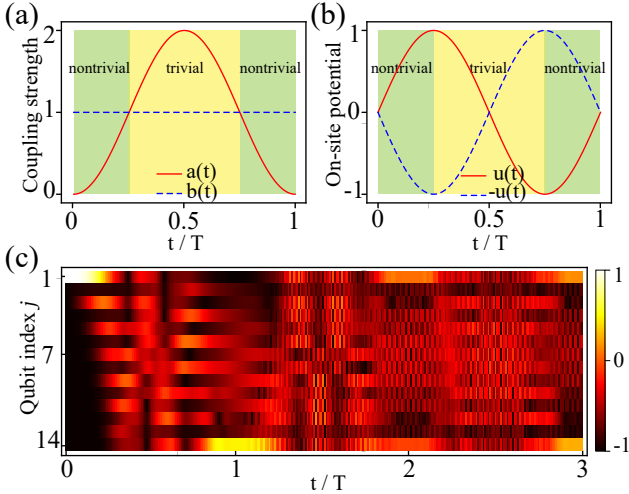 (a)
Coupling strength
2
1
0
nontrivial
trivial
nontrivial
a(t)
b(t)
0
0.5
1
t / T
(b)
On-site potential
1
0
-1
nontrivial
trivial
nontrivial
u(t)
-u(t)
0
0.5
1
t / T
(c)
Qubit index j
1
7
14
0
1
2
3
t / T
1
0
-1